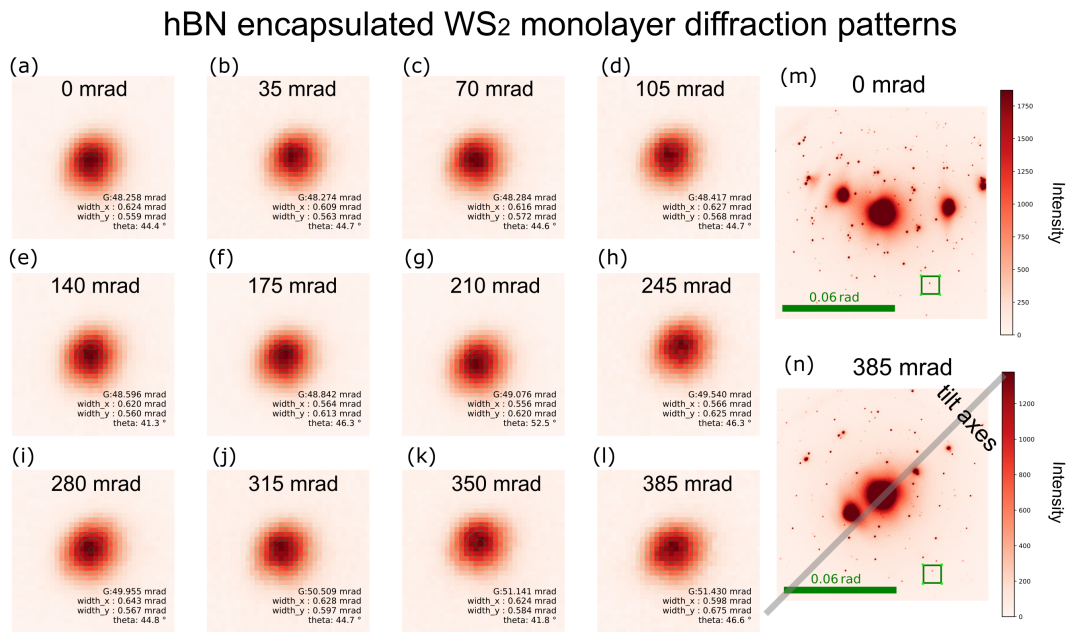 hBN encapsulated WS2 monolayer diffraction patterns
(a)
0 mrad
G:48.258 mrad
width_x : 0.624 mrad
width_y : 0.559 mrad
theta: 44.4 °
(b)
35 mrad
G:48.274 mrad
width_x : 0.609 mrad
width_y : 0.563 mrad
theta: 44.7 °
(c)
70 mrad
G:48.284 mrad
width_x : 0.616 mrad
width_y : 0.572 mrad
theta: 44.6 °
(d)
105 mrad
G:48.417 mrad
width_x : 0.627 mrad
width_y : 0.568 mrad
theta: 44.7 °
(e)
140 mrad
G:48.596 mrad
width_x : 0.620 mrad
width_y : 0.560 mrad
theta: 41.3 °
(f)
175 mrad
G:48.842 mrad
width_x : 0.564 mrad
width_y : 0.613 mrad
theta: 46.3 °
(g)
210 mrad
G:49.076 mrad
width_x : 0.556 mrad
width_y : 0.620 mrad
theta: 52.5 °
(h)
245 mrad
G:49.540 mrad
width_x : 0.566 mrad
width_y : 0.625 mrad
theta: 46.3 °
(i)
280 mrad
G:49.955 mrad
width_x : 0.643 mrad
width_y : 0.567 mrad
theta: 44.8 °
(j)
315 mrad
G:50.509 mrad
width_x : 0.628 mrad
width_y : 0.597 mrad
theta: 44.7 °
(k)
350 mrad
G:51.141 mrad
width_x : 0.624 mrad
width_y : 0.584 mrad
theta: 41.8 °
(l)
385 mrad
G:51.430 mrad
width_x : 0.598 mrad
width_y : 0.675 mrad
theta: 46.6 °
(m)
0 mrad
0.06 rad
1750
1500
1250
1000
750
500
250
0
Intensity
(n)
385 mrad
tilt axes
0.06 rad
1200
1000
800
600
400
200
0
Intensity